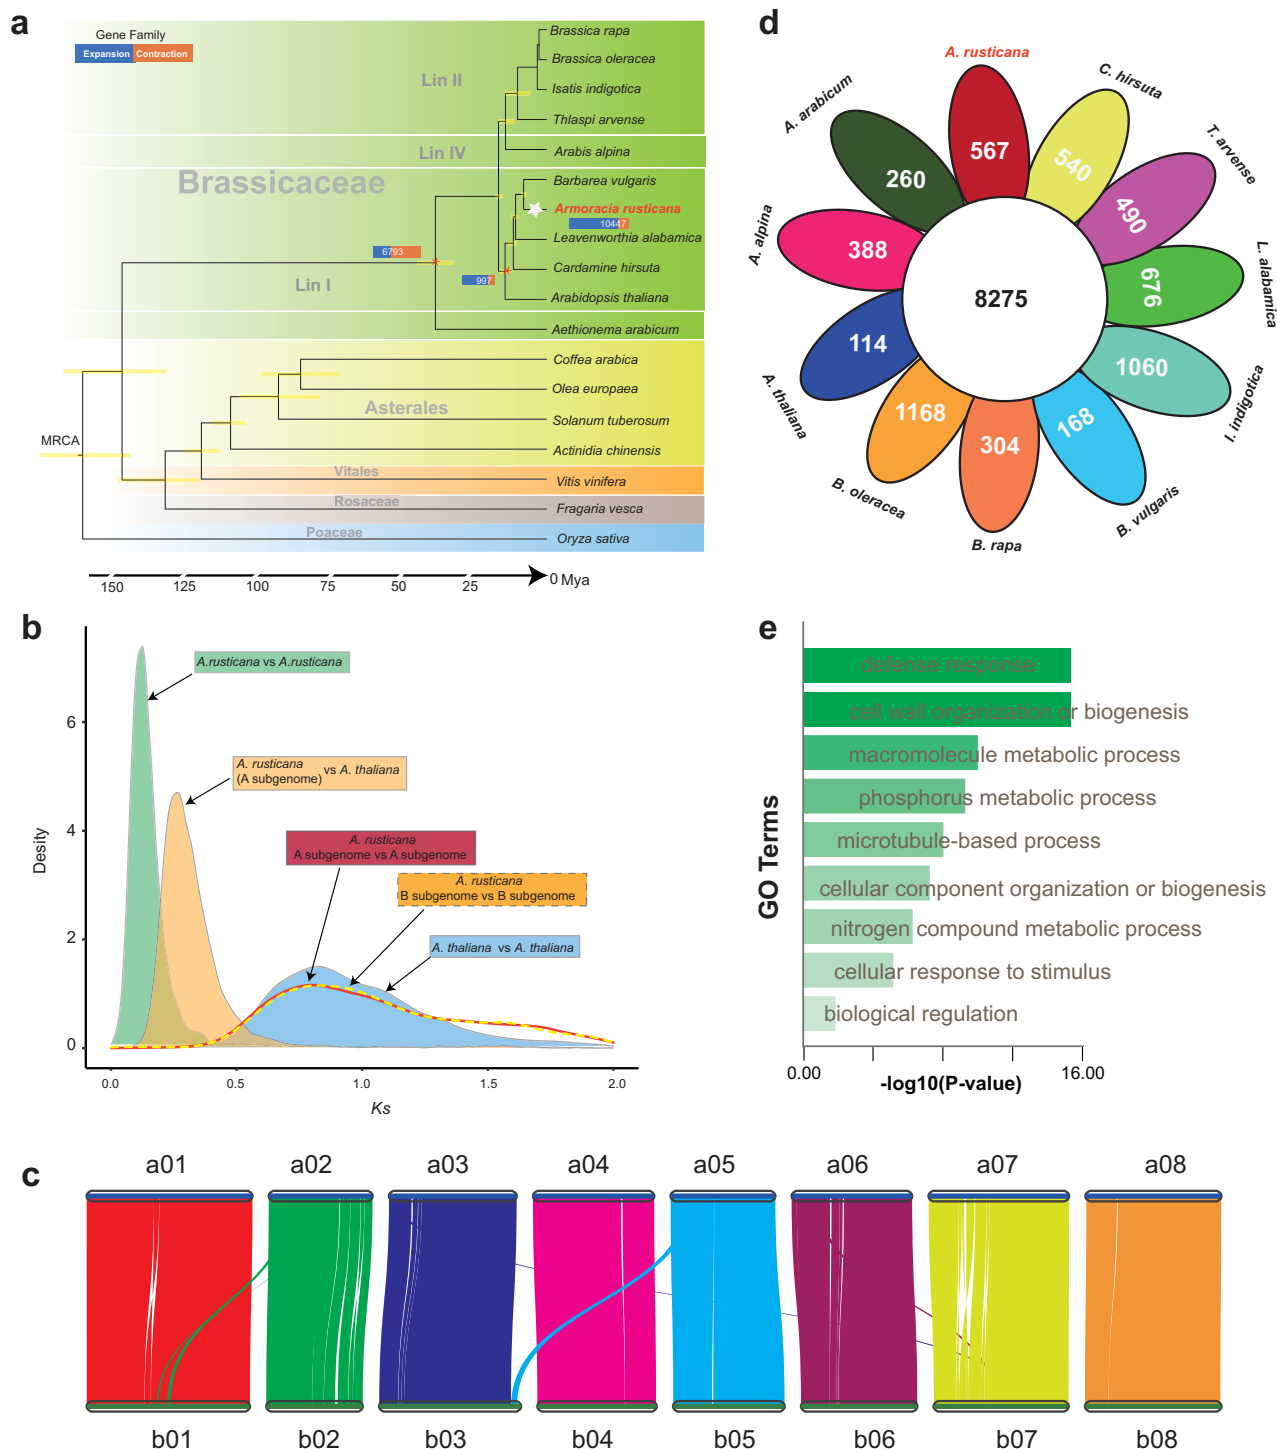 a
Gene Family
Expansion Contraction
Lin II
Lin IV
Brassicaceae
Lin I
Asterales
Vitales
Rosaceae
Poaceae
MRCA
6793
997
10447
Brassica rapa
Brassica oleracea
Isatis indigotica
Thlaspi arvense
Arabis alpina
Barbarea vulgaris
Armoracia rusticana
Leavenworthia alabamica
Cardamine hirsuta
Arabidopsis thaliana
Aethionema arabicum
Coffea arabica
Olea europaea
Solanum tuberosum
Actinidia chinensis
Vitis vinifera
Fragaria vesca
Oryza sativa
150 125 100 75 50 25 0 Mya
d
A. rusticana
C. hirsuta
T. arvense
L. alabamica
I. indigotica
B. vulgaris
B. rapa
B. oleracea
A. thaliana
A. alpina
A. arabicum
567
540
490
676
1060
168
304
1168
114
388
260
8275
b
A.rusticana vs A.rusticana
A. rusticana
(A subgenome) vs A. thaliana
A. rusticana
A subgenome vs A subgenome
A. rusticana
B subgenome vs B subgenome
A. thaliana vs A. thaliana
Desity
6
4
2
0
0.0 0.5 1.0 1.5 2.0
Ks
e
GO Terms
defense response
cell wall organization or biogenesis
macromolecule metabolic process
phosphorus metabolic process
microtubule-based process
cellular component organization or biogenesis
nitrogen compound metabolic process
cellular response to stimulus
biological regulation
0.00 16.00
-log10(P-value)
c
a01 a02 a03 a04 a05 a06 a07 a08
b01 b02 b03 b04 b05 b06 b07 b08